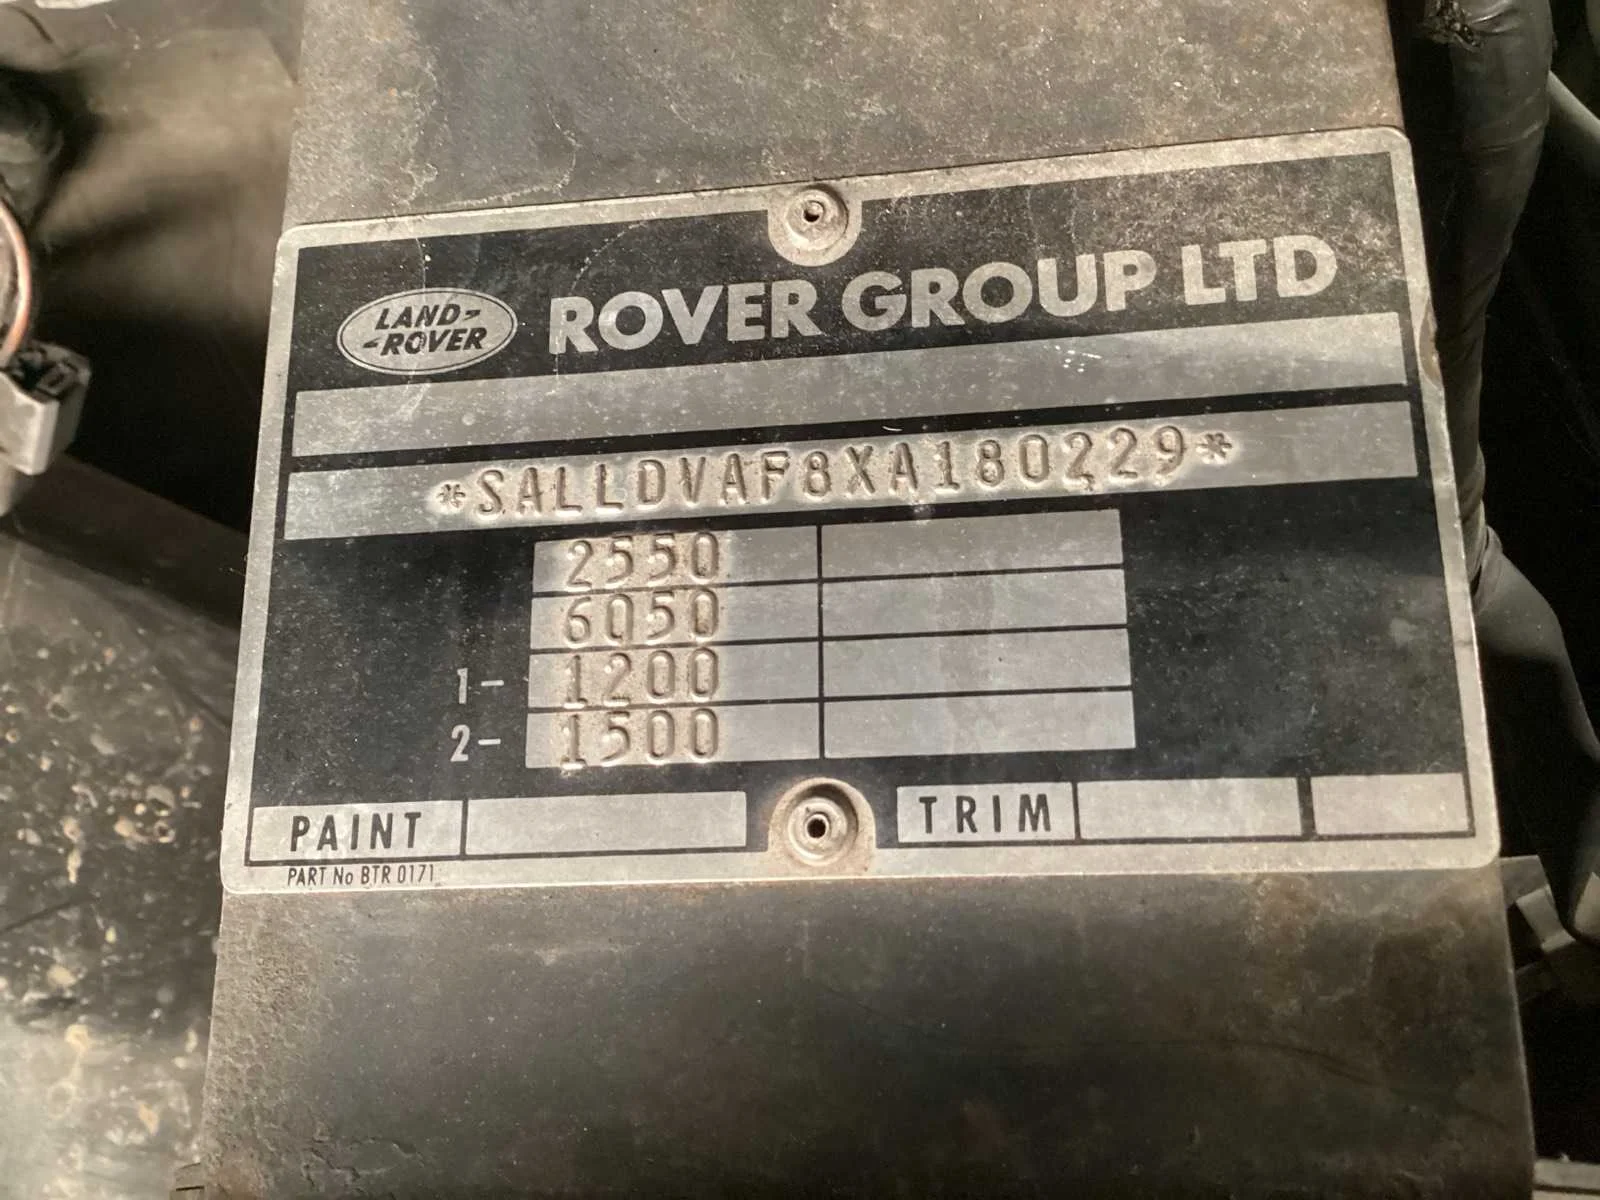 LAND-
-ROVER
ROVER GROUP LTD
*SALLDVAF8XA180229*
2550
6050
1- 1200
2- 1500
PAINT TRIM
PART No BTR 0171